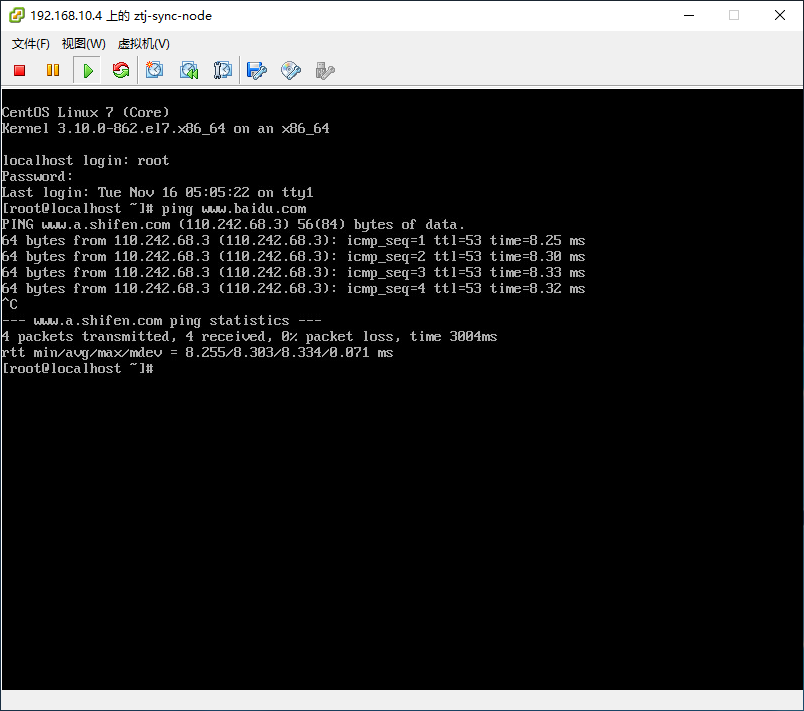 192.168.10.4 上的 ztj-sync-node
文件(F) 视图(W) 虚拟机(V)
CentOS Linux 7 (Core)
Kernel 3.10.0-862.el7.x86_64 on an x86_64
localhost login: root
Password:
Last login: Tue Nov 16 05:05:22 on tty1
[root@localhost ~]# ping www.baidu.com
PING www.a.shifen.com (110.242.68.3) 56(84) bytes of data.
64 bytes from 110.242.68.3 (110.242.68.3): icmp_seq=1 ttl=53 time=8.25 ms
64 bytes from 110.242.68.3 (110.242.68.3): icmp_seq=2 ttl=53 time=8.30 ms
64 bytes from 110.242.68.3 (110.242.68.3): icmp_seq=3 ttl=53 time=8.33 ms
64 bytes from 110.242.68.3 (110.242.68.3): icmp_seq=4 ttl=53 time=8.32 ms
^C
--- www.a.shifen.com ping statistics ---
4 packets transmitted, 4 received, 0% packet loss, time 3004ms
rtt min/avg/max/mdev = 8.255/8.303/8.334/0.071 ms
[root@localhost ~]#